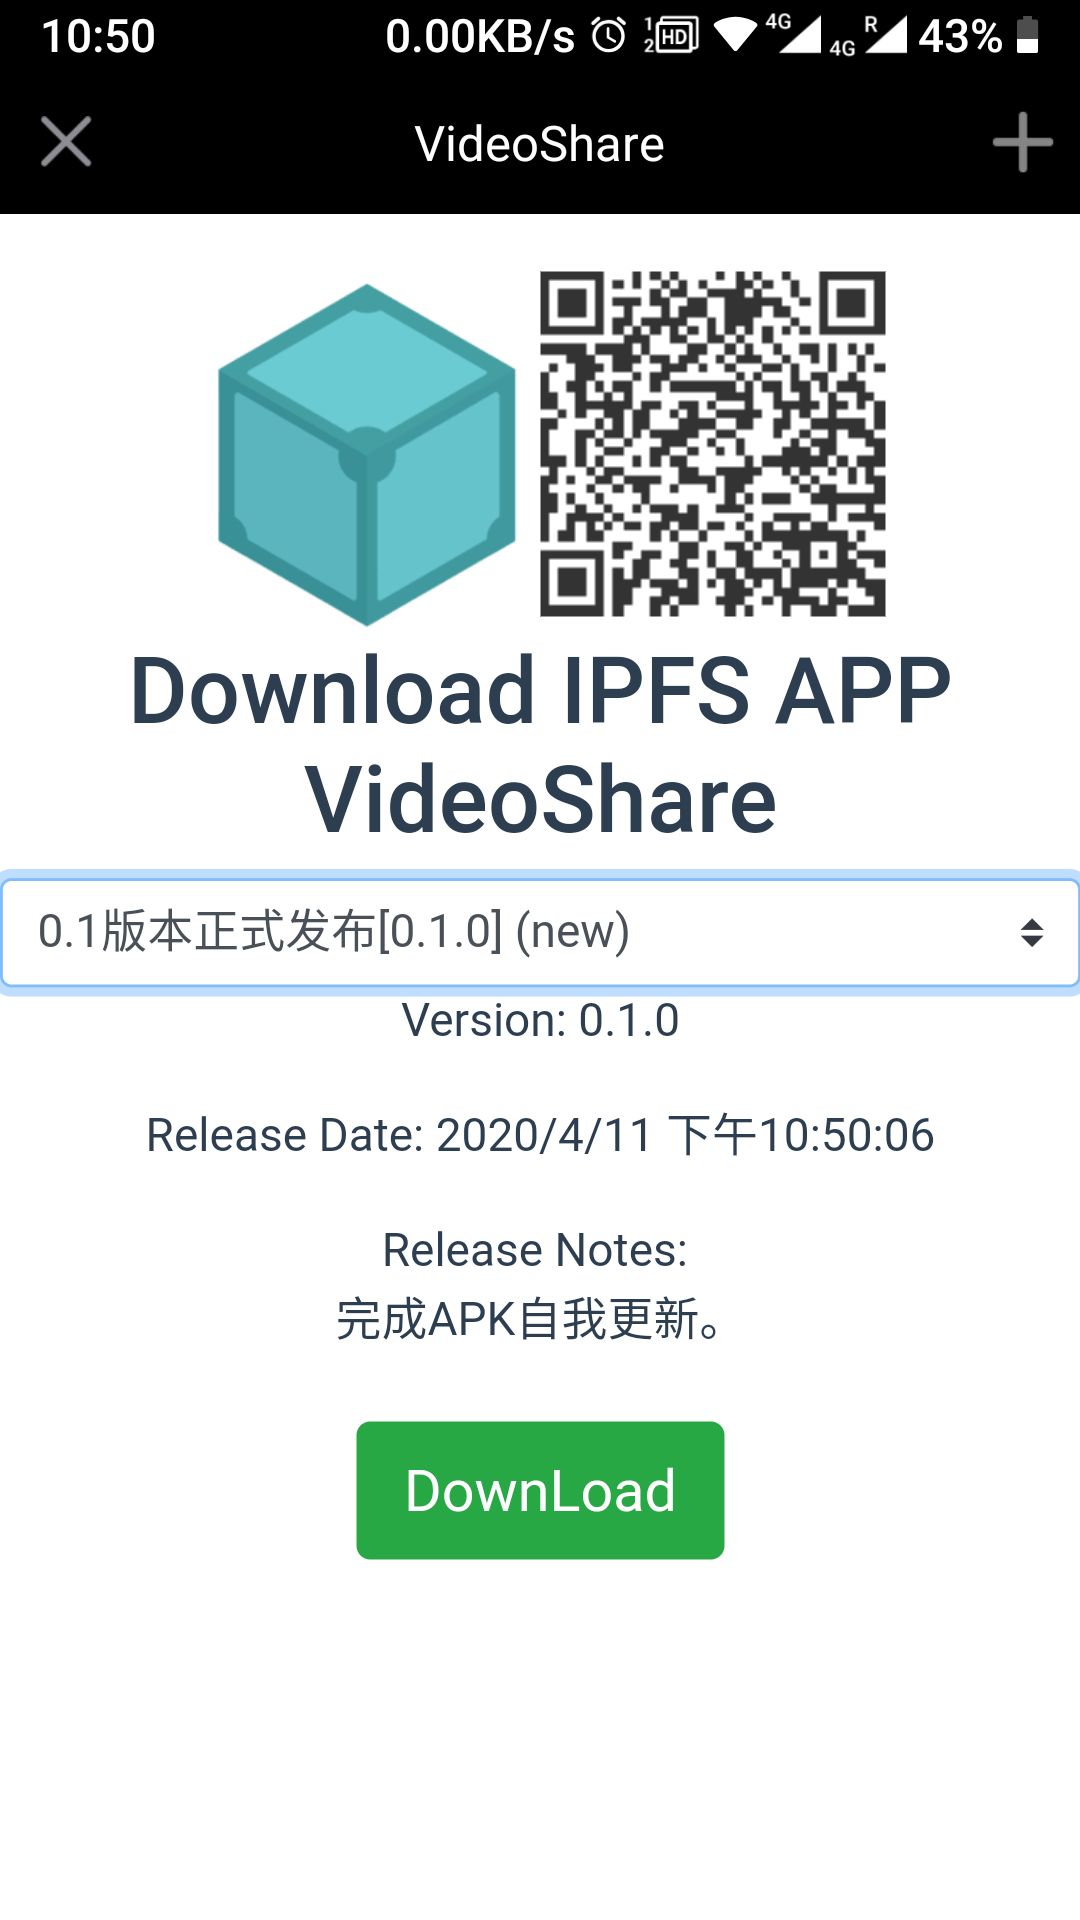 10:50
0.00KB/s 1 2 HD 4G 4G R 43%
VideoShare
Download IPFS APP
VideoShare
0.1版本正式发布[0.1.0] (new)
Version: 0.1.0
Release Date: 2020/4/11 下午10:50:06
Release Notes:
完成APK自我更新。
DownLoad